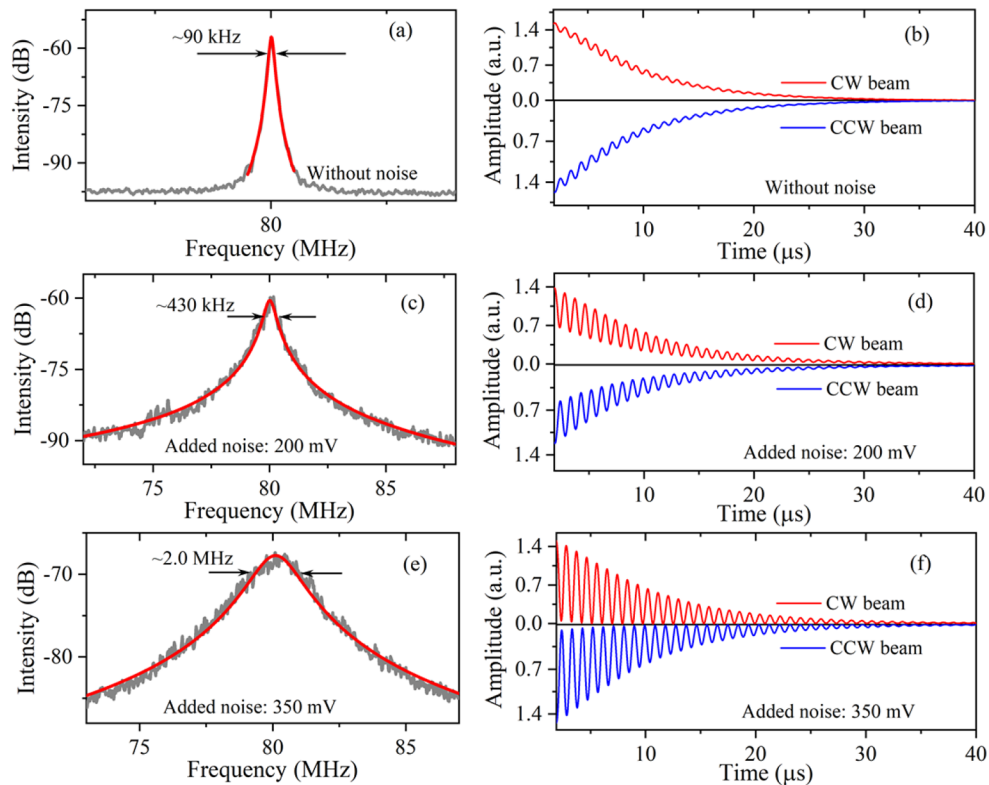 (a)
~90 kHz
Intensity (dB)
-60
-75
-90
Without noise
80
Frequency (MHz)
(b)
Amplitude (a.u.)
1.4
0.7
0.0
0.7
1.4
CW beam
CCW beam
Without noise
10
20
30
40
Time (μs)
(c)
~430 kHz
Intensity (dB)
-60
-75
-90
Added noise: 200 mV
75
80
85
Frequency (MHz)
(d)
Amplitude (a.u.)
1.4
0.7
0.0
0.7
1.4
CW beam
CCW beam
Added noise: 200 mV
10
20
30
40
Time (μs)
(e)
~2.0 MHz
Intensity (dB)
-70
-80
Added noise: 350 mV
75
80
85
Frequency (MHz)
(f)
Amplitude (a.u.)
1.4
0.7
0.0
0.7
1.4
CW beam
CCW beam
Added noise: 350 mV
10
20
30
40
Time (μs)